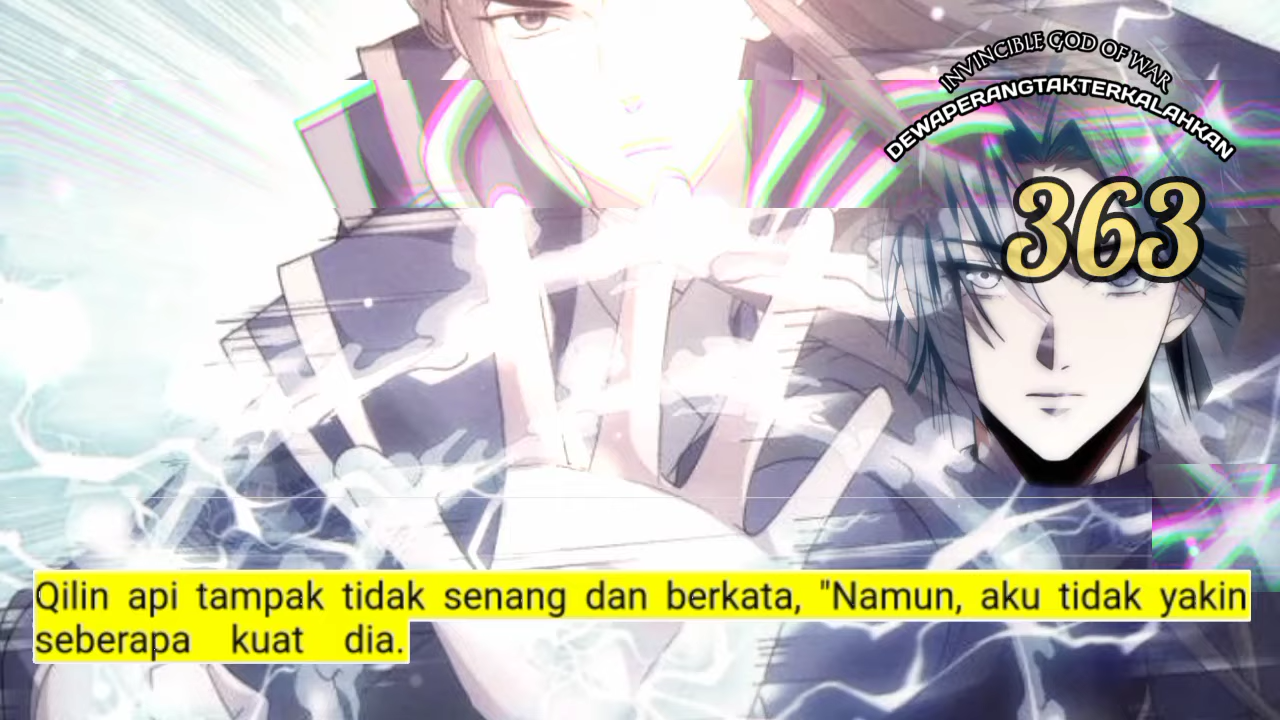 INVINCIBLE GOD OF WAR
DEWAPERANGTAKTERKALAHKAN
363
Qilin api tampak tidak senang dan berkata, "Namun, aku tidak yakin
seberapa kuat dia.